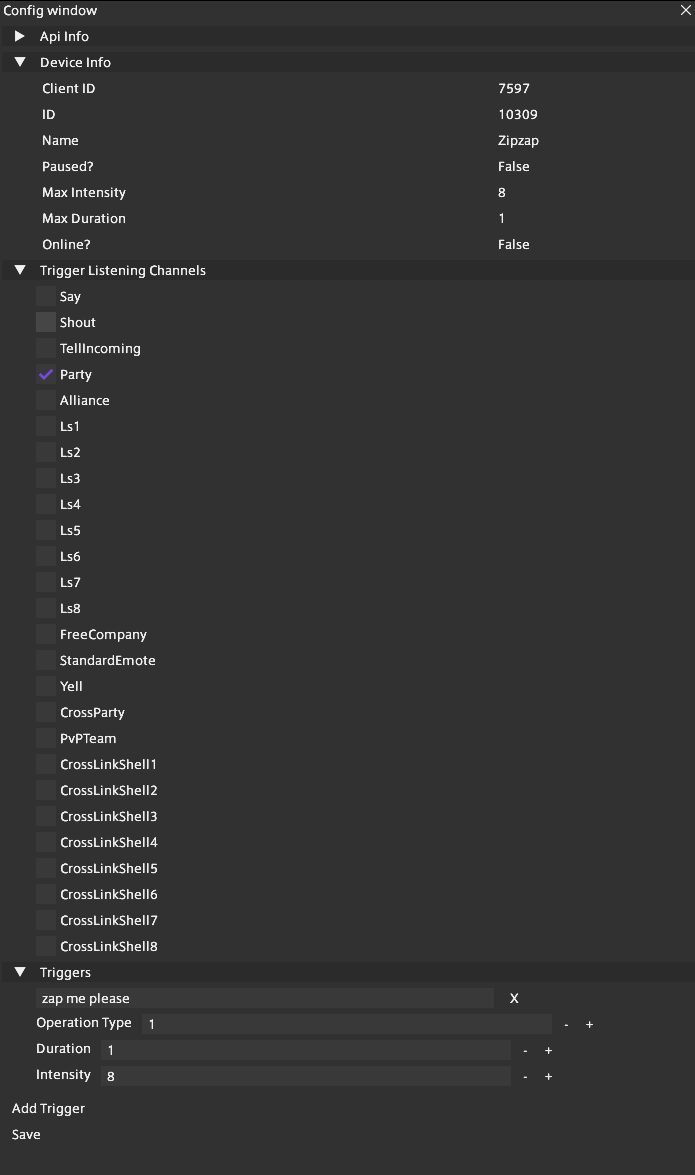 Config window
Api Info
Device Info
Client ID 7597
ID 10309
Name Zipzap
Paused? False
Max Intensity 8
Max Duration 1
Online? False
Trigger Listening Channels
Say
Shout
TellIncoming
Party
Alliance
Ls1
Ls2
Ls3
Ls4
Ls5
Ls6
Ls7
Ls8
FreeCompany
StandardEmote
Yell
CrossParty
PvPTeam
CrossLinkShell1
CrossLinkShell2
CrossLinkShell3
CrossLinkShell4
CrossLinkShell5
CrossLinkShell6
CrossLinkShell7
CrossLinkShell8
Triggers
zap me please X
Operation Type 1 - +
Duration 1 - +
Intensity 8 - +
Add Trigger
Save